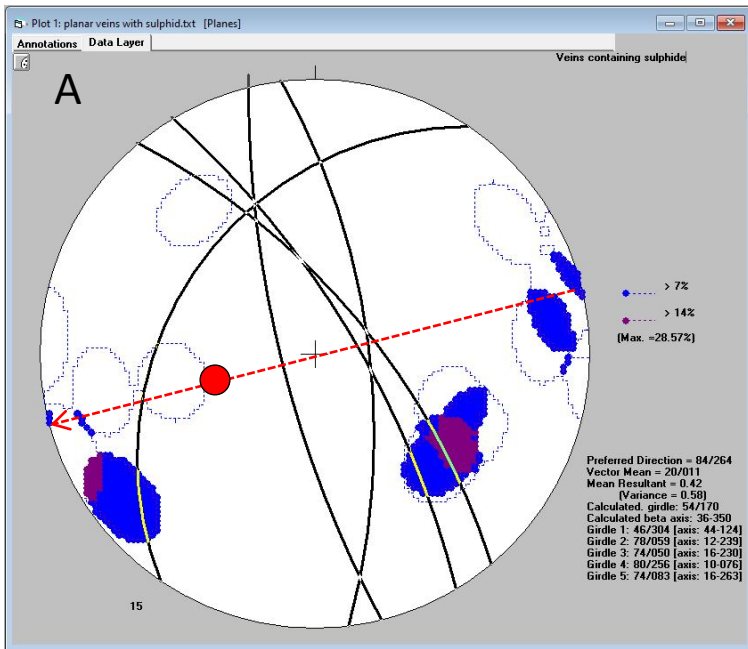 Plot 1: planar veins with sulphid.txt [Planes]
Annotations Data Layer
Veins containing sulphide
A
> 7%
> 14%
(Max. =28.57%)
Preferred Direction = 84/264
Vector Mean = 20/011
Mean Resultant = 0.42
(Variance = 0.58)
Calculated. girdle: 54/170
Calculated beta axis: 36-350
Girdle 1: 46/304 [axis: 44-124]
Girdle 2: 78/059 [axis: 12-239]
Girdle 3: 74/050 [axis: 16-230]
Girdle 4: 80/256 [axis: 10-076]
Girdle 5: 74/083 [axis: 16-263]
15